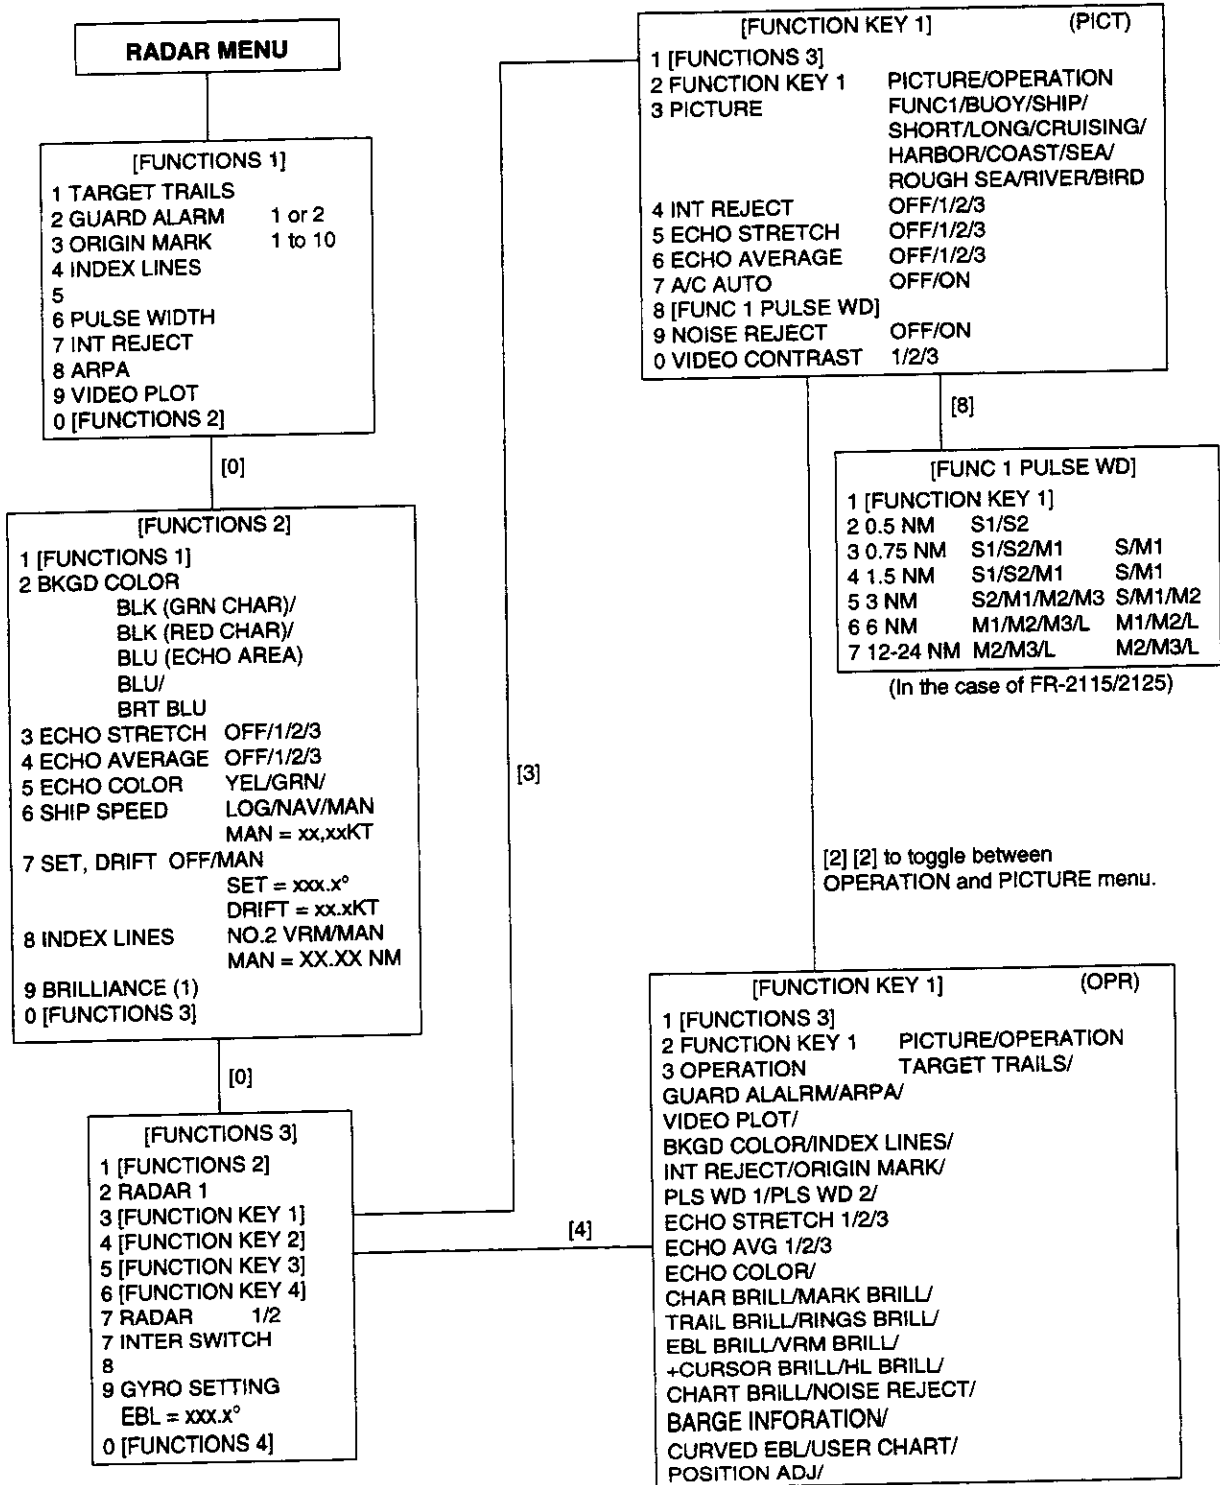 RADAR MENU
[FUNCTIONS 1]
1 TARGET TRAILS
2 GUARD ALARM 1 or 2
3 ORIGIN MARK 1 to 10
4 INDEX LINES
5
6 PULSE WIDTH
7 INT REJECT
8 ARPA
9 VIDEO PLOT
0 [FUNCTIONS 2]
[0]
[FUNCTIONS 2]
1 [FUNCTIONS 1]
2 BKGD COLOR
BLK (GRN CHAR)/
BLK (RED CHAR)/
BLU (ECHO AREA)
BLU/
BRT BLU
3 ECHO STRETCH OFF/1/2/3
4 ECHO AVERAGE OFF/1/2/3
5 ECHO COLOR YEL/GRN/
6 SHIP SPEED LOG/NAV/MAN
MAN = xx,xxKT
7 SET, DRIFT OFF/MAN
SET = xxx.x°
DRIFT = xx.xKT
8 INDEX LINES NO.2 VRM/MAN
MAN = XX.XX NM
9 BRILLIANCE (1)
0 [FUNCTIONS 3]
[0]
[FUNCTIONS 3]
1 [FUNCTIONS 2]
2 RADAR 1
3 [FUNCTION KEY 1]
4 [FUNCTION KEY 2]
5 [FUNCTION KEY 3]
6 [FUNCTION KEY 4]
7 RADAR 1/2
7 INTER SWITCH
8
9 GYRO SETTING
EBL = xxx.x°
0 [FUNCTIONS 4]
[3]
[4]
[FUNCTION KEY 1] (PICT)
1 [FUNCTIONS 3]
2 FUNCTION KEY 1 PICTURE/OPERATION
3 PICTURE FUNC1/BUOY/SHIP/
SHORT/LONG/CRUISING/
HARBOR/COAST/SEA/
ROUGH SEA/RIVER/BIRD
4 INT REJECT OFF/1/2/3
5 ECHO STRETCH OFF/1/2/3
6 ECHO AVERAGE OFF/1/2/3
7 A/C AUTO OFF/ON
8 [FUNC 1 PULSE WD]
9 NOISE REJECT OFF/ON
0 VIDEO CONTRAST 1/2/3
[8]
[FUNC 1 PULSE WD]
1 [FUNCTION KEY 1]
2 0.5 NM S1/S2
3 0.75 NM S1/S2/M1 S/M1
4 1.5 NM S1/S2/M1 S/M1
5 3 NM S2/M1/M2/M3 S/M1/M2
6 6 NM M1/M2/M3/L M1/M2/L
7 12-24 NM M2/M3/L M2/M3/L
(In the case of FR-2115/2125)
[2] [2] to toggle between
OPERATION and PICTURE menu.
[FUNCTION KEY 1] (OPR)
1 [FUNCTIONS 3]
2 FUNCTION KEY 1 PICTURE/OPERATION
3 OPERATION TARGET TRAILS/
GUARD ALALRM/ARPA/
VIDEO PLOT/
BKGD COLOR/INDEX LINES/
INT REJECT/ORIGIN MARK/
PLS WD 1/PLS WD 2/
ECHO STRETCH 1/2/3
ECHO AVG 1/2/3
ECHO COLOR/
CHAR BRILL/MARK BRILL/
TRAIL BRILL/RINGS BRILL/
EBL BRILL/VRM BRILL/
+CURSOR BRILL/HL BRILL/
CHART BRILL/NOISE REJECT/
BARGE INFORATION/
CURVED EBL/USER CHART/
POSITION ADJ/